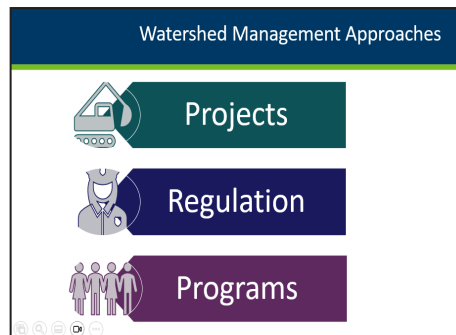 Watershed Management Approaches
Projects
Regulation
Programs